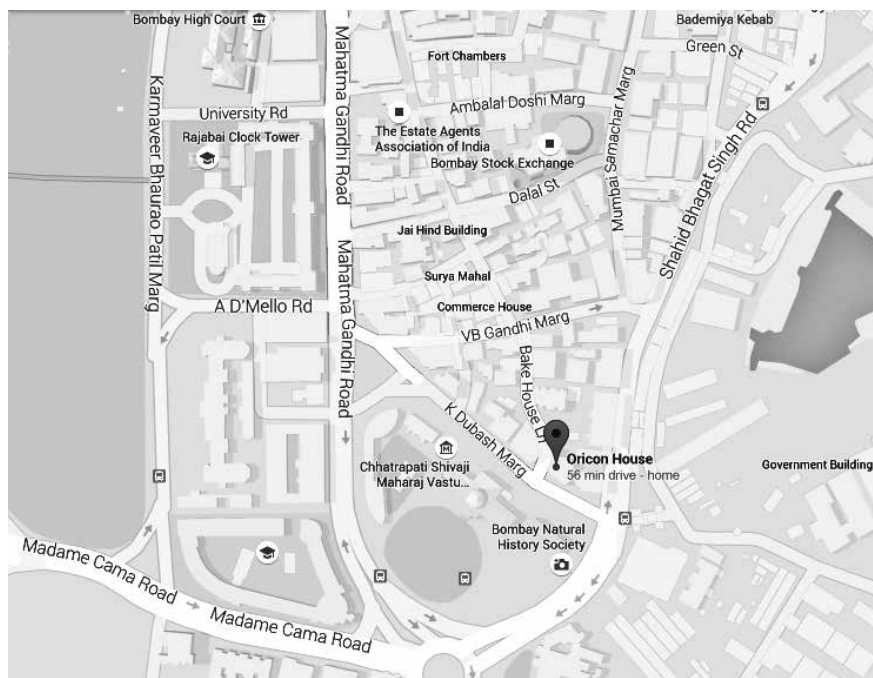 Bombay High Court
Bademiya Kebab
Fort Chambers
Green St
Karmaveer Bhaurao Patil Marg
Mahatma Gandhi Road
University Rd
Ambalal Doshi Marg
Mumbai Samachar Marg
Shahid Bhagat Singh Rd
Rajabai Clock Tower
The Estate Agents
Association of India
Bombay Stock Exchange
Dalal St
Jai Hind Building
Mahatma Gandhi Road
Surya Mahal
A D'Mello Rd
Commerce House
VB Gandhi Marg
Bake House Ln
K Dubash Marg
Oricon House
56 min drive - home
Chhatrapati Shivaji
Maharaj Vastu...
Government Building
Bombay Natural
History Society
Madame Cama Road
Madame Cama Road